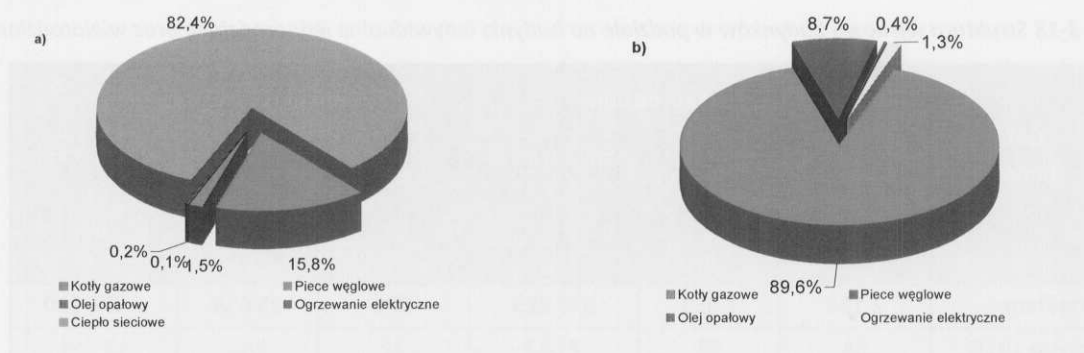 82,4%
a)
0,2%
0,1%
1,5%
15,8%
Kotły gazowe
Piece węglowe
Olej opałowy
Ogrzewanie elektryczne
Ciepło sieciowe
8,7%
0,4%
b)
1,3%
89,6%
Kotły gazowe
Piece węglowe
Olej opałowy
Ogrzewanie elektryczne